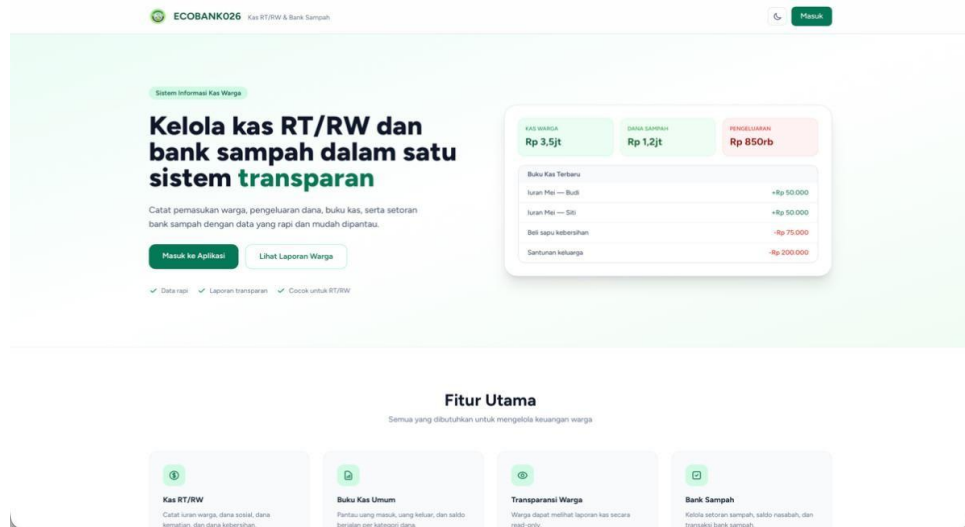 ECOBANK026 Kas RT/RW & Bank Sampah
Masuk
Sistem Informasi Kas Warga
Kelola kas RT/RW dan
bank sampah dalam satu
sistem transparan
Catat pemasukan warga, pengeluaran dana, buku kas, serta setoran
bank sampah dengan data yang rapi dan mudah dipantau.
Masuk ke Aplikasi
Lihat Laporan Warga
Data rapi
Laporan transparan
Cocok untuk RT/RW
KAS WARGA
Rp 3,5jt
DANA SAMPAH
Rp 1,2jt
PENGELUARAN
Rp 850rb
Buku Kas Terbaru
Iuran Mei — Budi +Rp 50.000
Iuran Mei — Siti +Rp 50.000
Beli sapu kebersihan -Rp 75.000
Santunan keluarga -Rp 200.000
Fitur Utama
Semua yang dibutuhkan untuk mengelola keuangan warga
Kas RT/RW
Catat iuran warga, dana sosial, dana
kematian, dan dana kebersihan.
Buku Kas Umum
Pantau uang masuk, uang keluar, dan saldo
berjalan per kategori dana.
Transparansi Warga
Warga dapat melihat laporan kas secara
read-only.
Bank Sampah
Kelola setoran sampah, saldo nasabah, dan
transaksi bank sampah.